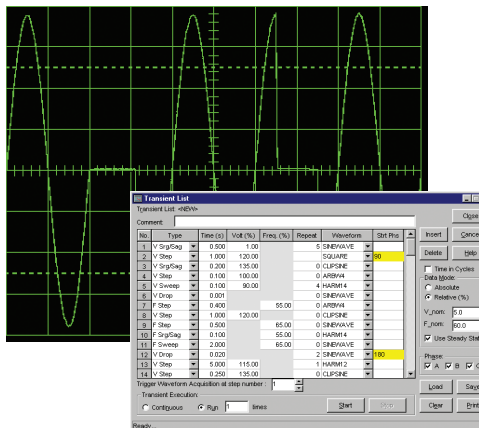 Transient List
Transient List: <NEW>
Close
Comment:
No. Type Time (s) Volt (%) Freq. (%) Repeat Waveform Strt Phs
Insert Cancel
1 V Srg/Sag 0.500 1.00 5 SINEWAVE
2 V Step 1.000 120.00 SQUARE 90
Delete Help
3 V Srg/Sag 0.200 135.00 0 CLIPSINE
4 V Step 0.100 100.00 0 ARBW4
Time in Cycles
Data Mode:
5 V Sweep 0.100 90.00 4 HARM14
Absolute
6 V Drop 0.001 0 SINEWAVE
Relative (%)
7 F Step 0.400 55.00 0 ARBW4
V_nom: 5.0
8 V Step 1.000 120.00 0 CLIPSINE
F_nom: 60.0
9 F Step 0.500 65.00 0 SINEWAVE
10 F Srg/Sag 0.100 55.00 0 HARM14
Use Steady Stat
11 F Sweep 2.000 65.00 0 SINEWAVE
12 V Drop 0.020 2 SINEWAVE 180
Phase:
13 V Step 5.000 115.00 1 HARM12
A B C
14 V Step 0.250 135.00 0 CLIPSINE
Trigger Waveform Acquisition at step number : 1
Load Save
Transient Execution:
Continuous Run 1 times Start Stop
Clear Print
Ready...